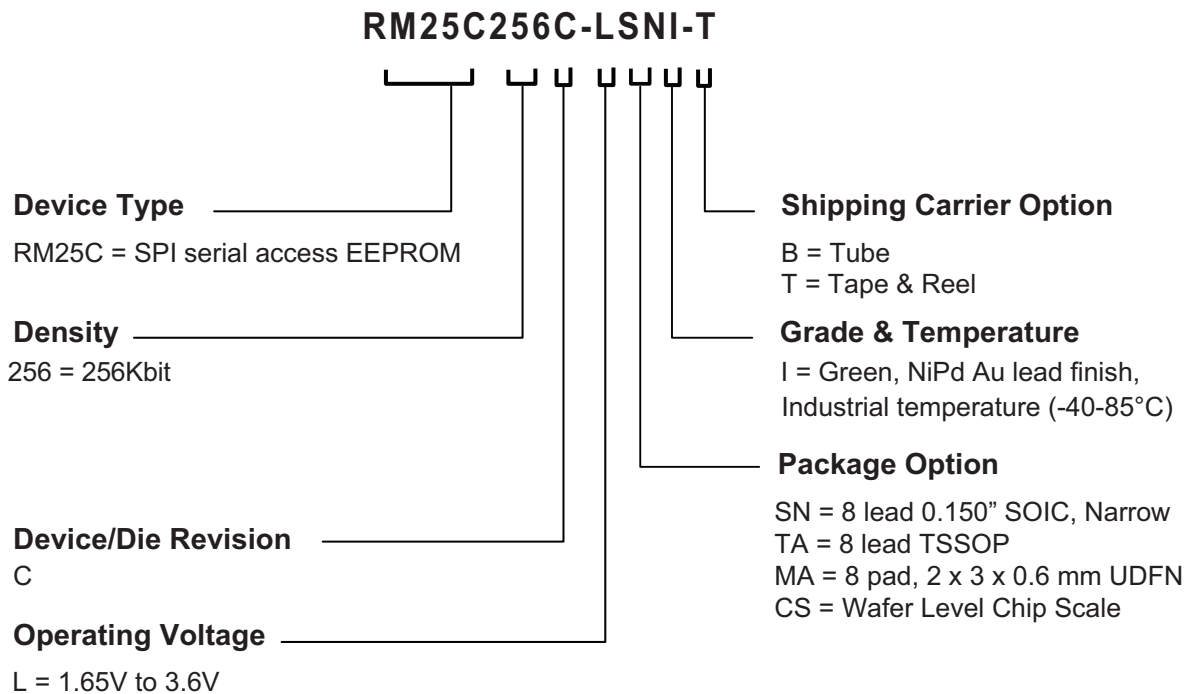 RM25C256C-LSNI-T
Device Type
RM25C = SPI serial access EEPROM
Density
256 = 256Kbit
Device/Die Revision
C
Operating Voltage
L = 1.65V to 3.6V
Shipping Carrier Option
B = Tube
T = Tape & Reel
Grade & Temperature
I = Green, NiPd Au lead finish,
Industrial temperature (-40-85°C)
Package Option
SN = 8 lead 0.150” SOIC, Narrow
TA = 8 lead TSSOP
MA = 8 pad, 2 x 3 x 0.6 mm UDFN
CS = Wafer Level Chip Scale